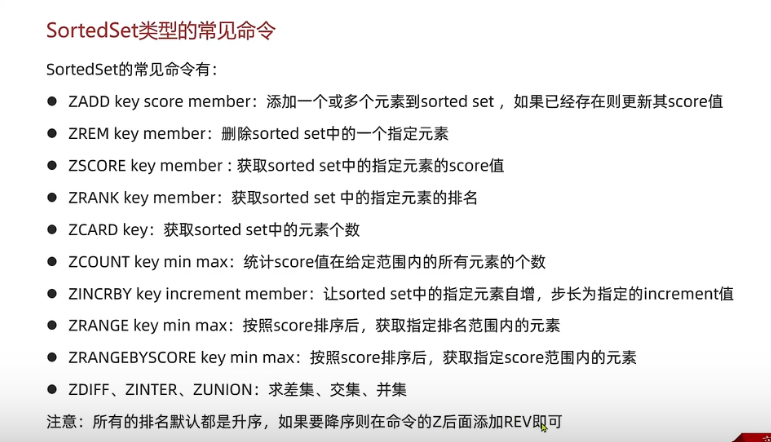 SortedSet类型的常见命令
SortedSet的常见命令有：
● ZADD key score member：添加一个或多个元素到sorted set ，如果已经存在则更新其score值
● ZREM key member：删除sorted set中的一个指定元素
● ZSCORE key member : 获取sorted set中的指定元素的score值
● ZRANK key member：获取sorted set 中的指定元素的排名
● ZCARD key：获取sorted set中的元素个数
● ZCOUNT key min max：统计score值在给定范围内的所有元素的个数
● ZINCRBY key increment member：让sorted set中的指定元素自增，步长为指定的increment值
● ZRANGE key min max：按照score排序后，获取指定排名范围内的元素
● ZRANGEBYSCORE key min max：按照score排序后，获取指定score范围内的元素
● ZDIFF、ZINTER、ZUNION：求差集、交集、并集
注意：所有的排名默认都是升序，如果要降序则在命令的Z后面添加REV即可